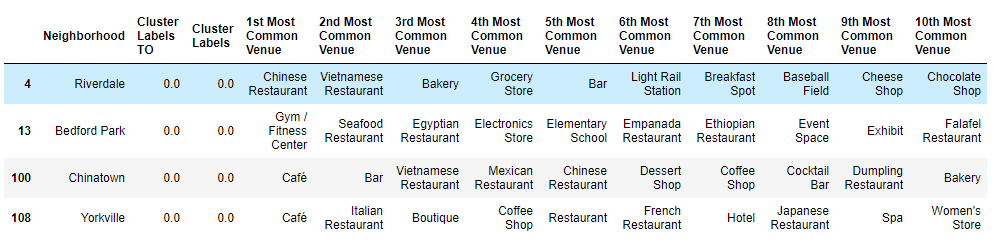 Neighborhood Cluster Labels TO Cluster Labels 1st Most Common Venue 2nd Most Common Venue 3rd Most Common Venue 4th Most Common Venue 5th Most Common Venue 6th Most Common Venue 7th Most Common Venue 8th Most Common Venue 9th Most Common Venue 10th Most Common Venue
4 Riverdale 0.0 0.0 Chinese Restaurant Vietnamese Restaurant Bakery Grocery Store Bar Light Rail Station Breakfast Spot Baseball Field Cheese Shop Chocolate Shop
13 Bedford Park 0.0 0.0 Gym / Fitness Center Seafood Restaurant Egyptian Restaurant Electronics Store Elementary School Empanada Restaurant Ethiopian Restaurant Event Space Exhibit Falafel Restaurant
100 Chinatown 0.0 0.0 Café Bar Vietnamese Restaurant Mexican Restaurant Chinese Restaurant Dessert Shop Coffee Shop Cocktail Bar Dumpling Restaurant Bakery
108 Yorkville 0.0 0.0 Café Italian Restaurant Boutique Coffee Shop Restaurant French Restaurant Hotel Japanese Restaurant Spa Women's Store